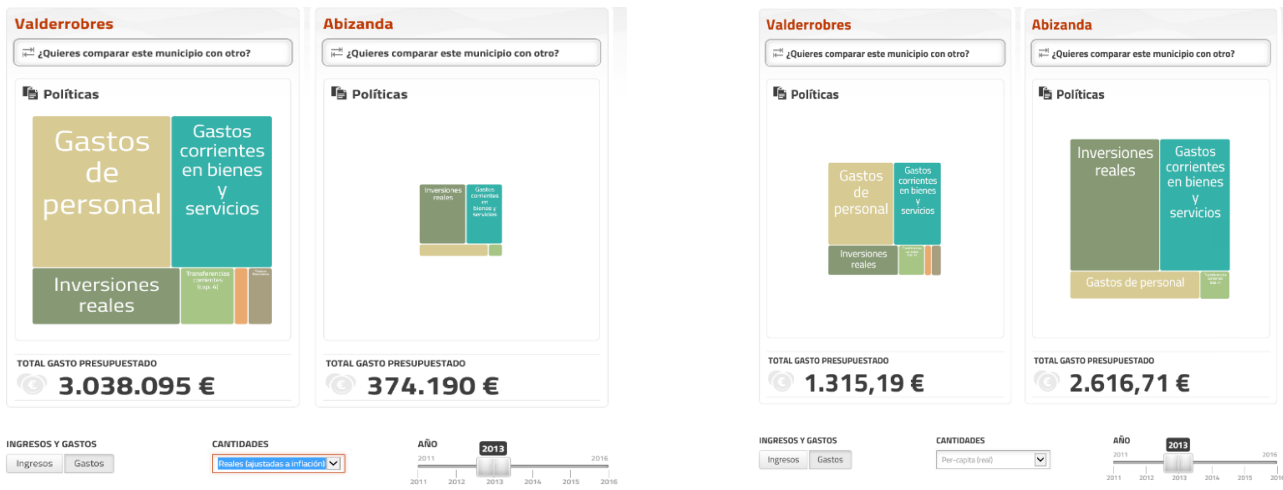 Valderrobres
¿Quieres comparar este municipio con otro?
Políticas
Gastos
de
personal
Gastos
corrientes
en bienes
y
servicios
Inversiones
reales
Transferencias
corrientes
(cap. 4)
TOTAL GASTO PRESUPUESTADO
3.038.095 €
Abizanda
¿Quieres comparar este municipio con otro?
Políticas
Inversiones
reales
Gastos
corrientes
en
bienes y
servicios
TOTAL GASTO PRESUPUESTADO
374.190 €
INGRESOS Y GASTOS
Ingresos
Gastos
CANTIDADES
Reales (ajustadas a inflación)
AÑO
2013
2011 2016
2011 2012 2013 2014 2015 2016
Valderrobres
¿Quieres comparar este municipio con otro?
Políticas
Gastos
de
personal
Gastos
corrientes
en bienes
y
servicios
Inversiones
reales
TOTAL GASTO PRESUPUESTADO
1.315,19 €
Abizanda
¿Quieres comparar este municipio con otro?
Políticas
Inversiones
reales
Gastos
corrientes
en bienes
y
servicios
Gastos de personal
TOTAL GASTO PRESUPUESTADO
2.616,71 €
INGRESOS Y GASTOS
Ingresos
Gastos
CANTIDADES
Per-capita (real)
AÑO
2013
2011 2016
2011 2012 2013 2014 2015